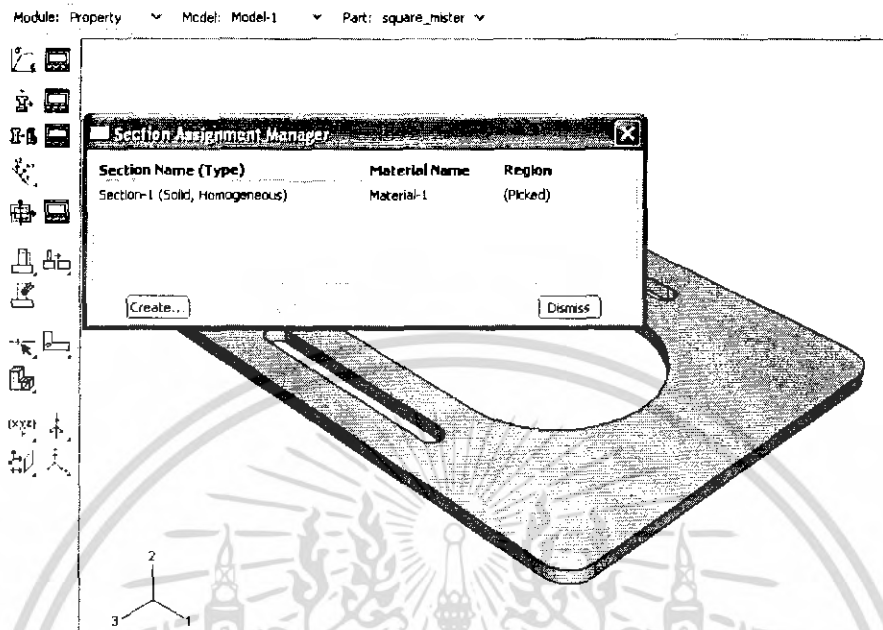 Module: Property Model: Model-1 Part: square_mister
Section Assignment Manager
Section Name (Type) Material Name Region
Section-1 (Solid, Homogeneous) Material-1 (Picked)
Create... Dismiss
(XYZ)
2
3 1